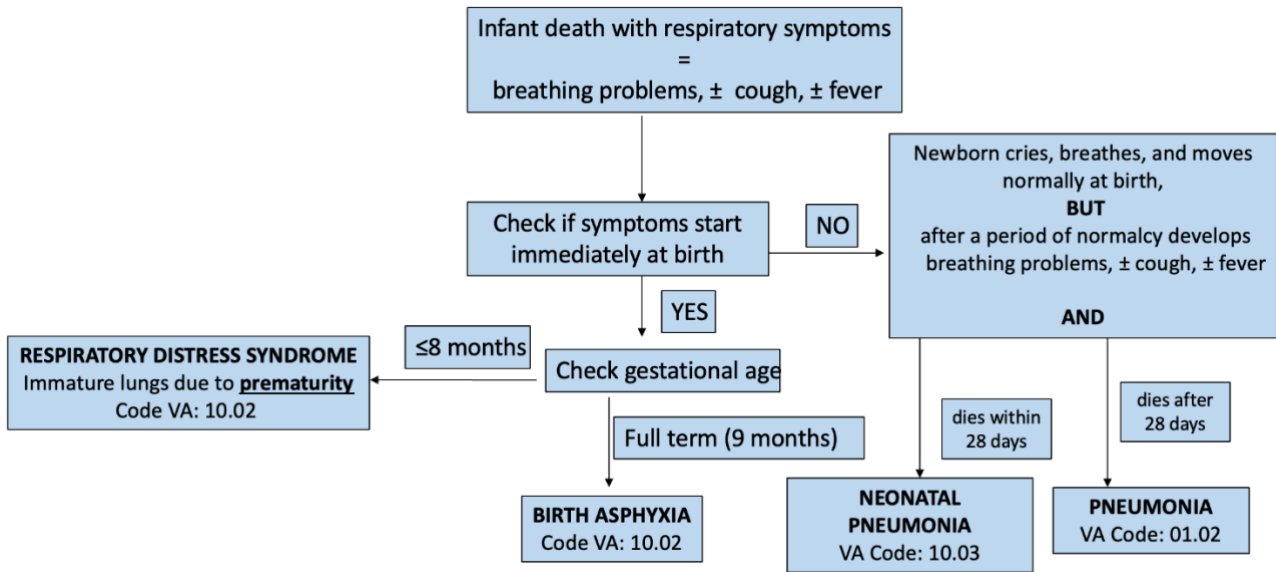 Infant death with respiratory symptoms
=
breathing problems, ± cough, ± fever
Check if symptoms start
immediately at birth
NO
Newborn cries, breathes, and moves
normally at birth,
BUT
after a period of normalcy develops
breathing problems, ± cough, ± fever
AND
YES
≤8 months
RESPIRATORY DISTRESS SYNDROME
Immature lungs due to prematurity
Code VA: 10.02
Check gestational age
Full term (9 months)
BIRTH ASPHYXIA
Code VA: 10.02
dies within
28 days
dies after
28 days
NEONATAL
PNEUMONIA
VA Code: 10.03
PNEUMONIA
VA Code: 01.02